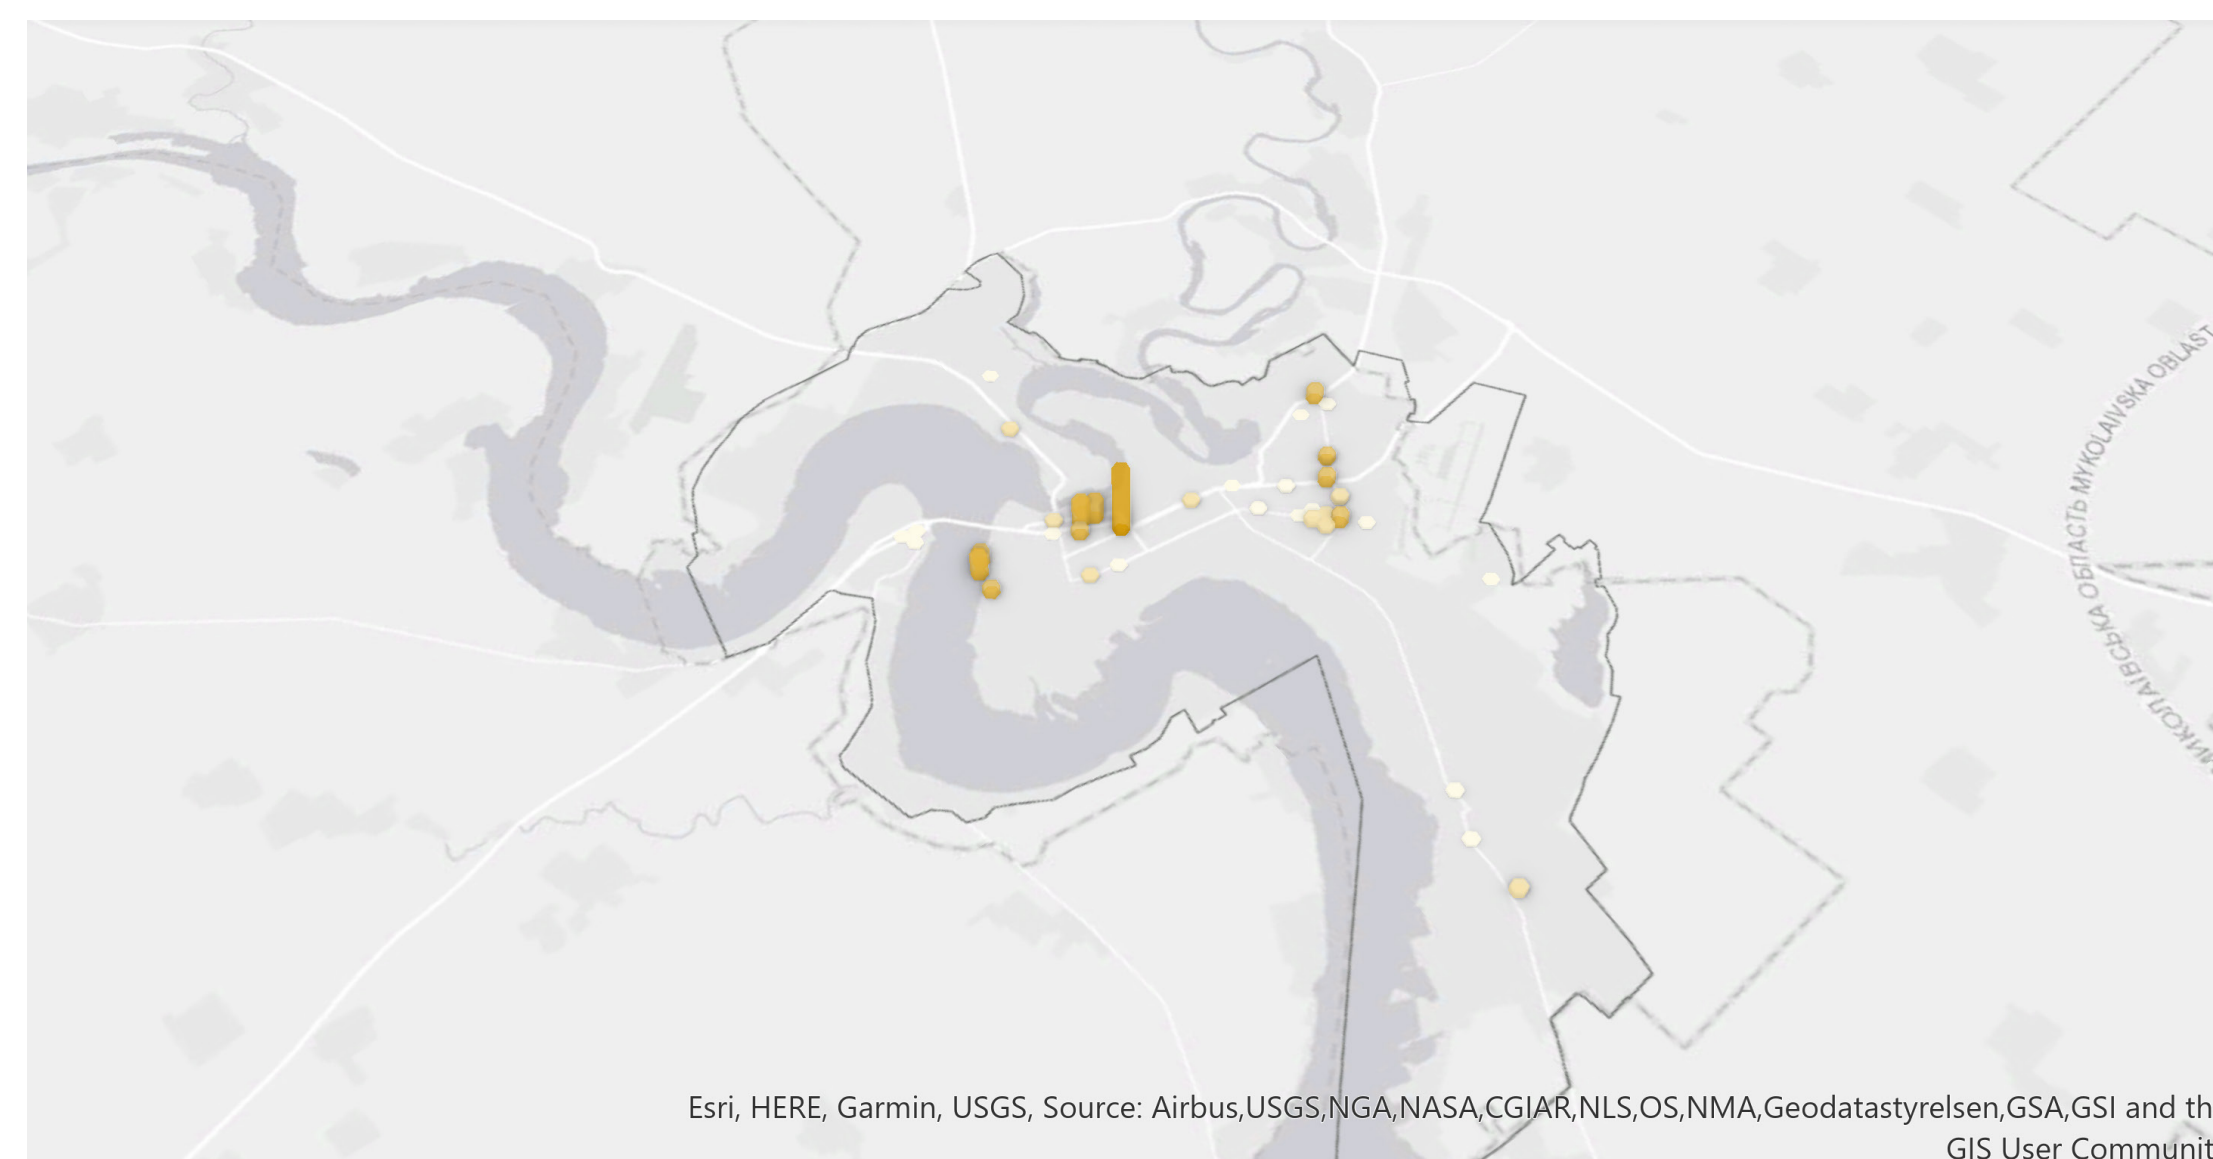 МИКОЛАЇВСЬКА ОБЛАСТЬ MYKOLAIVSKA OBLAST
Esri, HERE, Garmin, USGS, Source: Airbus,USGS,NGA,NASA,CGIAR,NLS,OS,NMA,Geodatastyrelsen,GSA,GSI and th
GIS User Communit